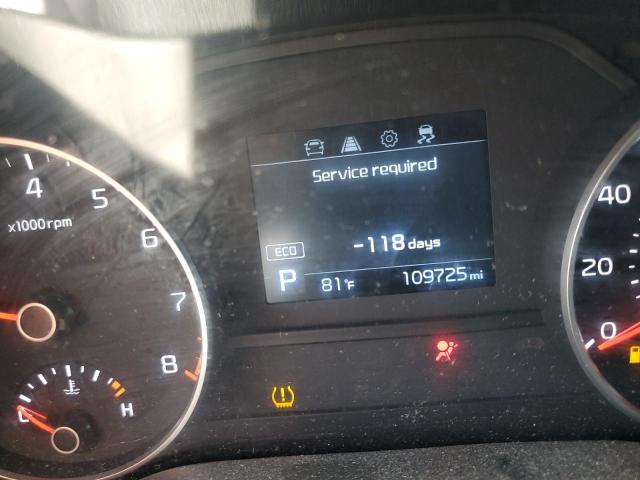 Service required
-118 days
ECO
P 81°F 109725 mi
4
5
6
7
8
x1000rpm
C H
40
20
0